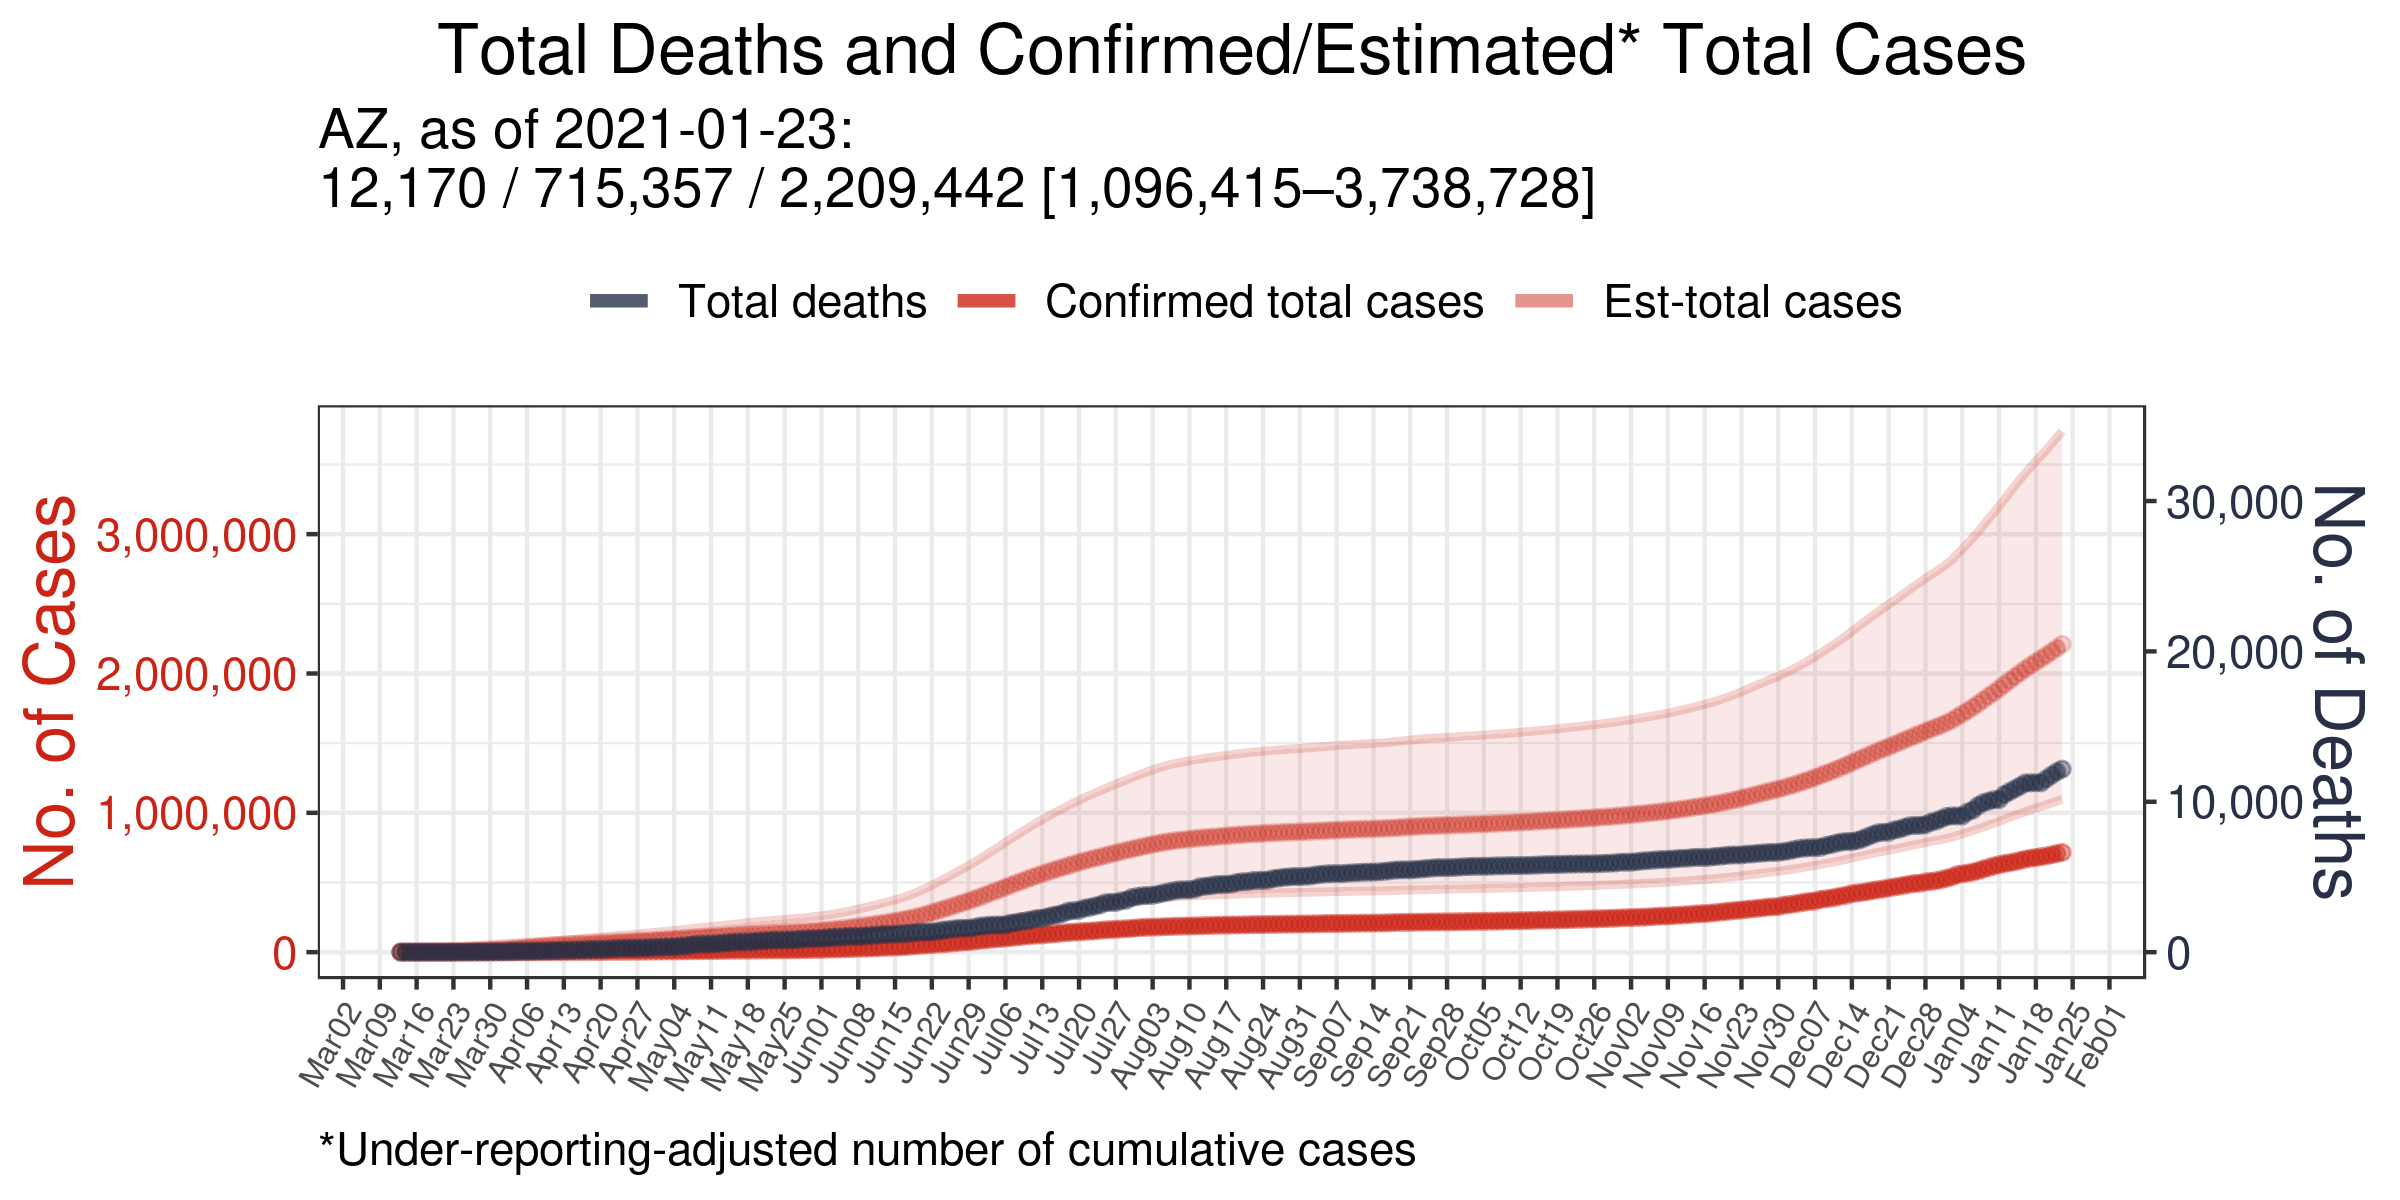 Total Deaths and Confirmed/Estimated* Total Cases
AZ, as of 2021-01-23:
12,170 / 715,357 / 2,209,442 [1,096,415–3,738,728]
Total deaths
Confirmed total cases
Est-total cases
No. of Cases
3,000,000
2,000,000
1,000,000
0
30,000
20,000
10,000
0
No. of Deaths
Mar02
Mar09
Mar16
Mar23
Mar30
Apr06
Apr13
Apr20
Apr27
May04
May11
May18
May25
Jun01
Jun08
Jun15
Jun22
Jun29
Jul06
Jul13
Jul20
Jul27
Aug03
Aug10
Aug17
Aug24
Aug31
Sep07
Sep14
Sep21
Sep28
Oct05
Oct12
Oct19
Oct26
Nov02
Nov09
Nov16
Nov23
Nov30
Dec07
Dec14
Dec21
Dec28
Jan04
Jan11
Jan18
Jan25
Feb01
*Under-reporting-adjusted number of cumulative cases